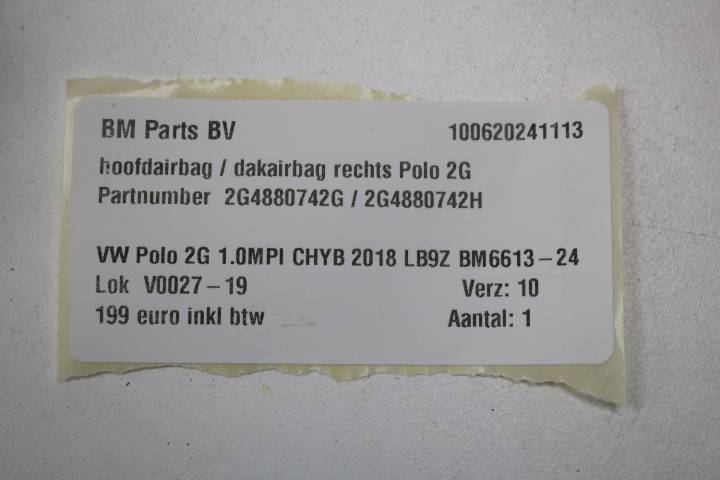 BM Parts BV 100620241113
hoofdairbag / dakairbag rechts Polo 2G
Partnumber 2G4880742G / 2G4880742H
VW Polo 2G 1.0MPI CHYB 2018 LB9Z BM6613-24
Lok V0027-19 Verz: 10
199 euro inkl btw Aantal: 1